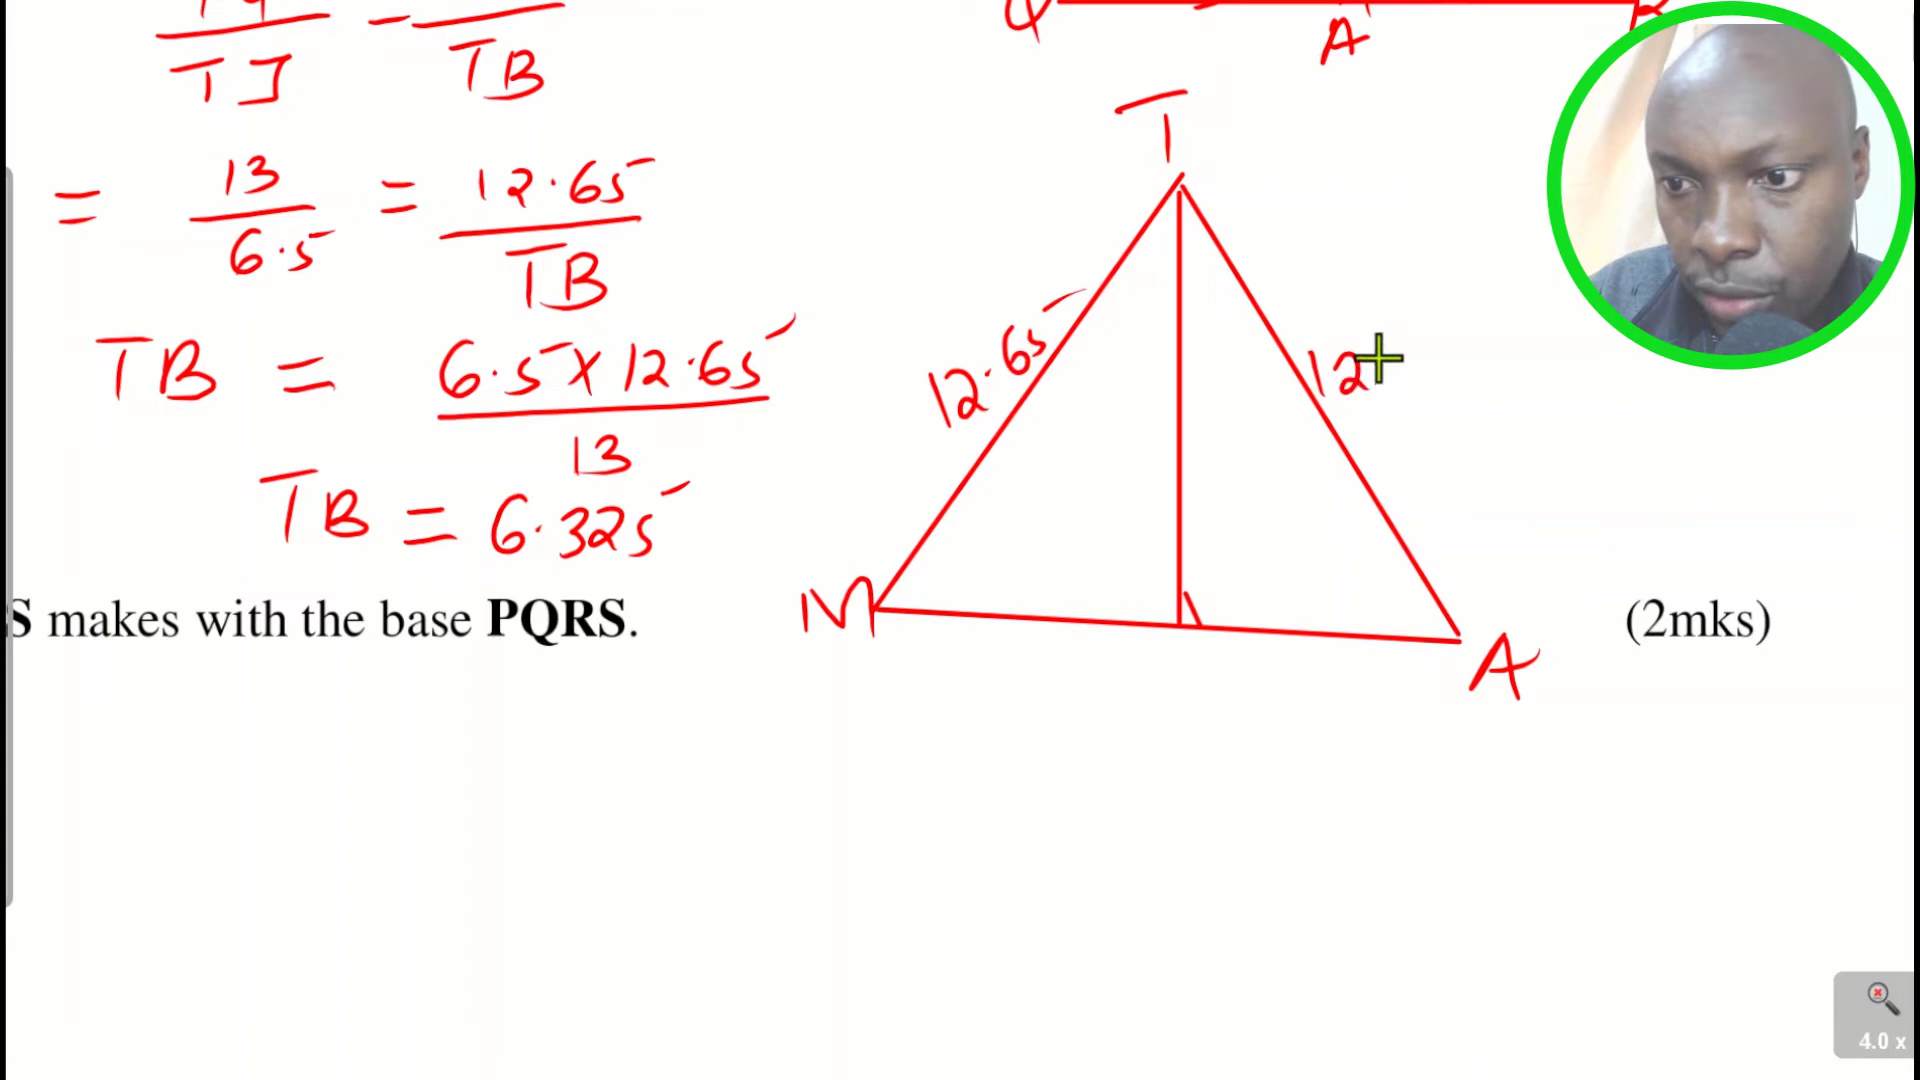 TJ TB
A
T
= 13 = 12.65
6.5 TB
12.65
12
TB = 6.5 x 12.65
13
TB = 6.325
S makes with the base PQRS.
M
(2mks)
A
4.0 x